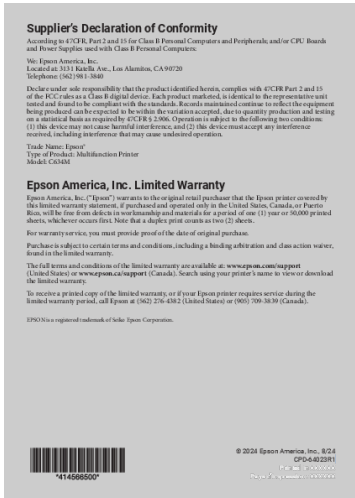 Supplier's Declaration of Conformity
According to 47CFR, Part 2 and 15 for Class B Personal Computers and Peripherals; and/or CPU Boards
and Power Supplies used with Class B Personal Computers.
We: Epson America, Inc.
Located at: 3131 Katella Ave., Los Alamitos, CA 90720
Telephone (562) 981-3840
Declare under sole responsibility that the product identified herein, complies with 47CFR Part 2 and 15
of the FCC rules as a Class B digital device. Each product marketed, is identical to the representative unit
tested and found to be compliant with the standards. Records maintained continue to reflect the equipment
being produced can be expected to be within the variation accepted, due to quantity production and testing
on a statistical basis as required by 47CFR § 2.906. Operation is subject to the following two conditions:
(1) this device may not cause harmful interference, and (2) this device must accept any interference
received, including interference that may cause undesired operation.
Trade Name: Epson®
Type of Product: Multifunction Printer
Model: C634M
Epson America, Inc. Limited Warranty
Epson America, Inc. ("Epson") warrants to the original retail purchaser that the Epson printer covered by
this limited warranty statement, if purchased and operated only in the United States, Canada, or Puerto
Rico, will be free from defects in workmanship and materials for a period of one (1) year or 50,000 printed
sheets, whichever occurs first. Note that a duplex print counts as two (2) sheets.
For warranty service, you must provide proof of the date of original purchase.
Purchase is subject to certain terms and conditions, including a binding arbitration and class action waiver,
found in the limited warranty.
The full terms and conditions of the limited warranty are available at: www.epson.com/support
(United States) or www.epson.ca/support (Canada). Search using your printer's name to view or download
the limited warranty.
To receive a printed copy of the limited warranty, or if your Epson printer requires service during the
limited warranty period, call Epson at (562) 276-4382 (United States) or (905) 709-3839 (Canada).
EPSON is a registered trademark of Seiko Epson Corporation.
© 2024 Epson America, Inc., 8/24
CPD-64023R1
*414566500*